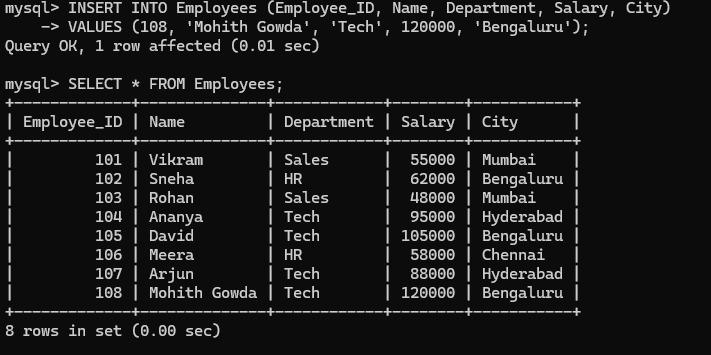 mysql> INSERT INTO Employees (Employee_ID, Name, Department, Salary, City)
    -> VALUES (108, 'Mohith Gowda', 'Tech', 120000, 'Bengaluru');
Query OK, 1 row affected (0.01 sec)

mysql> SELECT * FROM Employees;
+-------------+--------------+------------+--------+-----------+
| Employee_ID | Name         | Department | Salary | City      |
+-------------+--------------+------------+--------+-----------+
|         101 | Vikram       | Sales      |  55000 | Mumbai    |
|         102 | Sneha        | HR         |  62000 | Bengaluru |
|         103 | Rohan        | Sales      |  48000 | Mumbai    |
|         104 | Ananya       | Tech       |  95000 | Hyderabad |
|         105 | David        | Tech       | 105000 | Bengaluru |
|         106 | Meera        | HR         |  58000 | Chennai   |
|         107 | Arjun        | Tech       |  88000 | Hyderabad |
|         108 | Mohith Gowda | Tech       | 120000 | Bengaluru |
+-------------+--------------+------------+--------+-----------+
8 rows in set (0.00 sec)